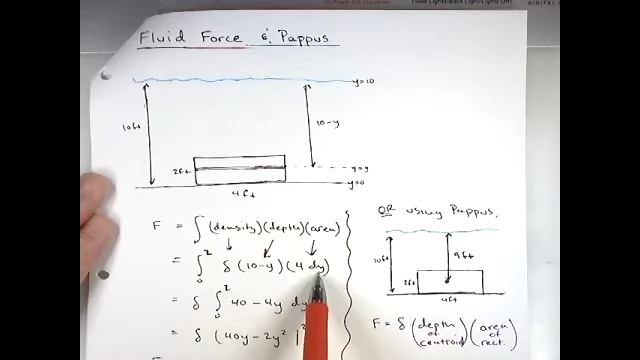 Fluid Force & Pappus
y=10
10ft
10-y
2ft
y=y
y=0
4ft
F = ∫ (density)(depth)(area)
= ∫₀² δ (10-y)(4 dy)
= δ ∫₀² 40 - 4y dy
= δ (40y - 2y² |²
F =
OR using Pappus,
10ft
9ft
2ft
4ft
F = δ (depth of centroid)(area of rect.)